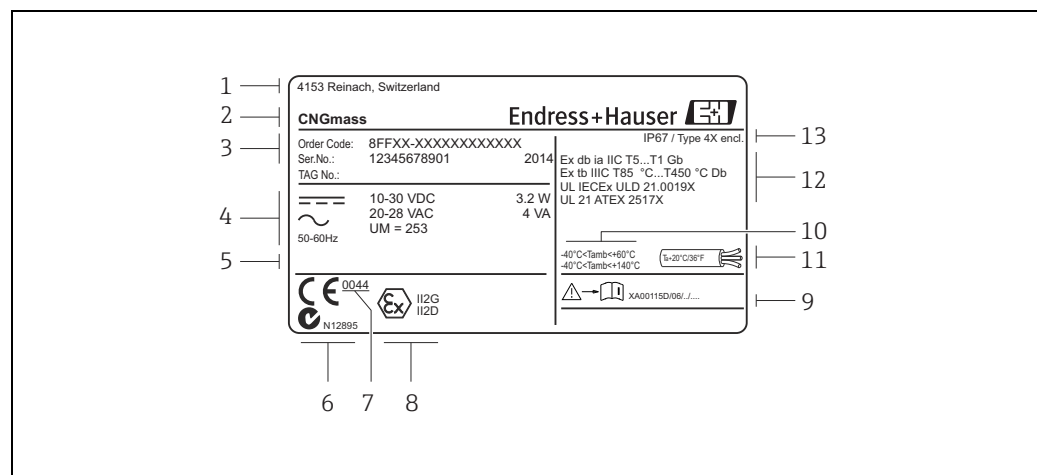 1
4153 Reinach, Switzerland
2
CNGmass
Endress+Hauser
IP67 / Type 4X encl.
13
3
Order Code: 8FFXX-XXXXXXXXXXXX
Ser.No.: 12345678901 2014
TAG No.:
Ex db ia IIC T5...T1 Gb
Ex tb IIIC T85 °C...T450 °C Db
UL IECEx ULD 21.0019X
UL 21 ATEX 2517X
12
4
10-30 VDC 3.2 W
20-28 VAC 4 VA
UM = 253
50-60Hz
10
5
-40°C<Tamb<+60°C
-40°C<Tamb<+140°C
Ta+20°C/36°F
11
0044
N12895
Ex
II2G
II2D
XA00115D/06/../....
9
6
7
8